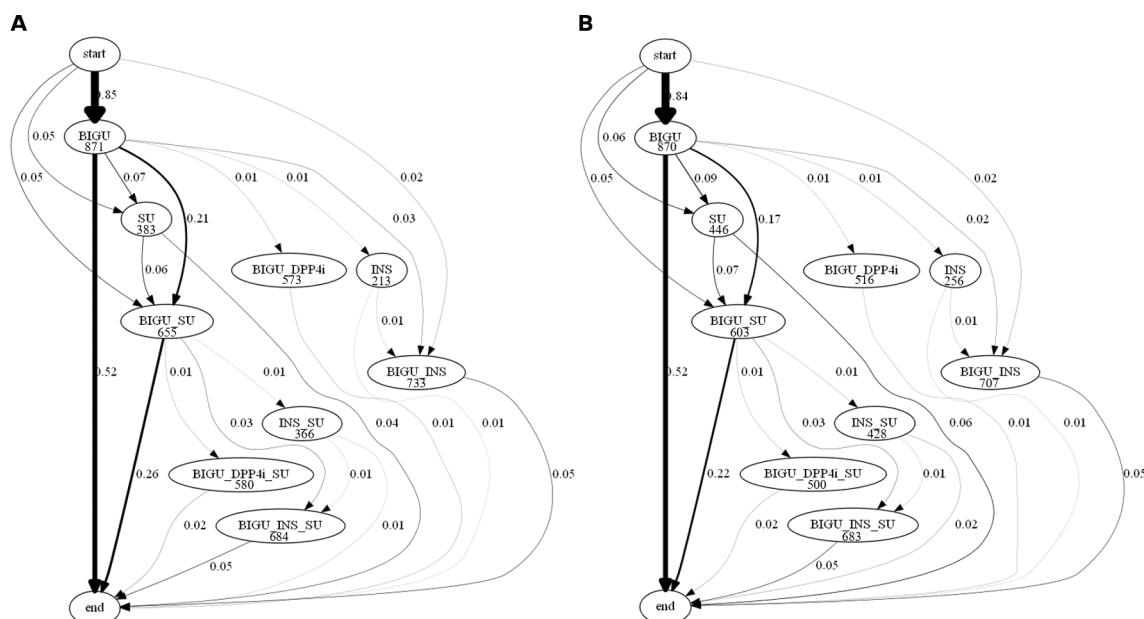 A
start
0.85
BIGU
871
0.05
0.07
0.01
0.01
0.02
0.05
SU
383
0.21
0.03
0.06
BIGU_DPP4i
573
INS
213
BIGU_SU
655
0.01
BIGU_INS
733
0.52
0.01
0.01
0.03
INS_SU
366
0.04
0.01
0.01
0.26
BIGU_DPP4i_SU
580
0.01
0.05
0.02
BIGU_INS_SU
684
0.01
0.05
end
B
start
0.84
BIGU
870
0.06
0.09
0.01
0.01
0.02
0.05
SU
446
0.17
0.02
0.07
BIGU_DPP4i
516
INS
256
BIGU_SU
603
0.01
BIGU_INS
707
0.52
0.01
0.01
0.03
INS_SU
428
0.06
0.01
0.01
0.22
BIGU_DPP4i_SU
500
0.01
0.05
0.02
BIGU_INS_SU
683
0.02
0.05
end